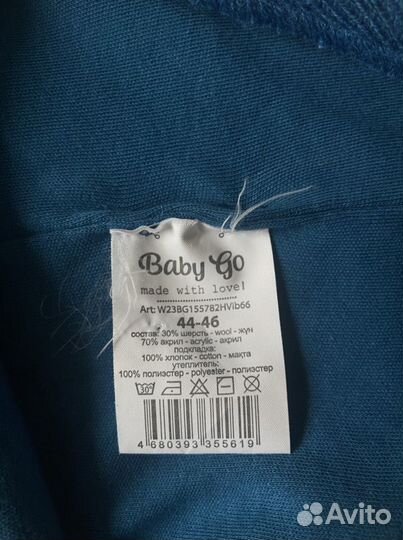 Baby Go
made with love!
Art: W23BG155782HVib66
44-46
состав: 30% шерсть - wool - жүн
70% акрил - acrylic - акрил
подкладка:
100% хлопок - cotton - мақта
утеплитель:
100% полиэстер - polyester - полиэстер
30°
4 680393 355619
Avito